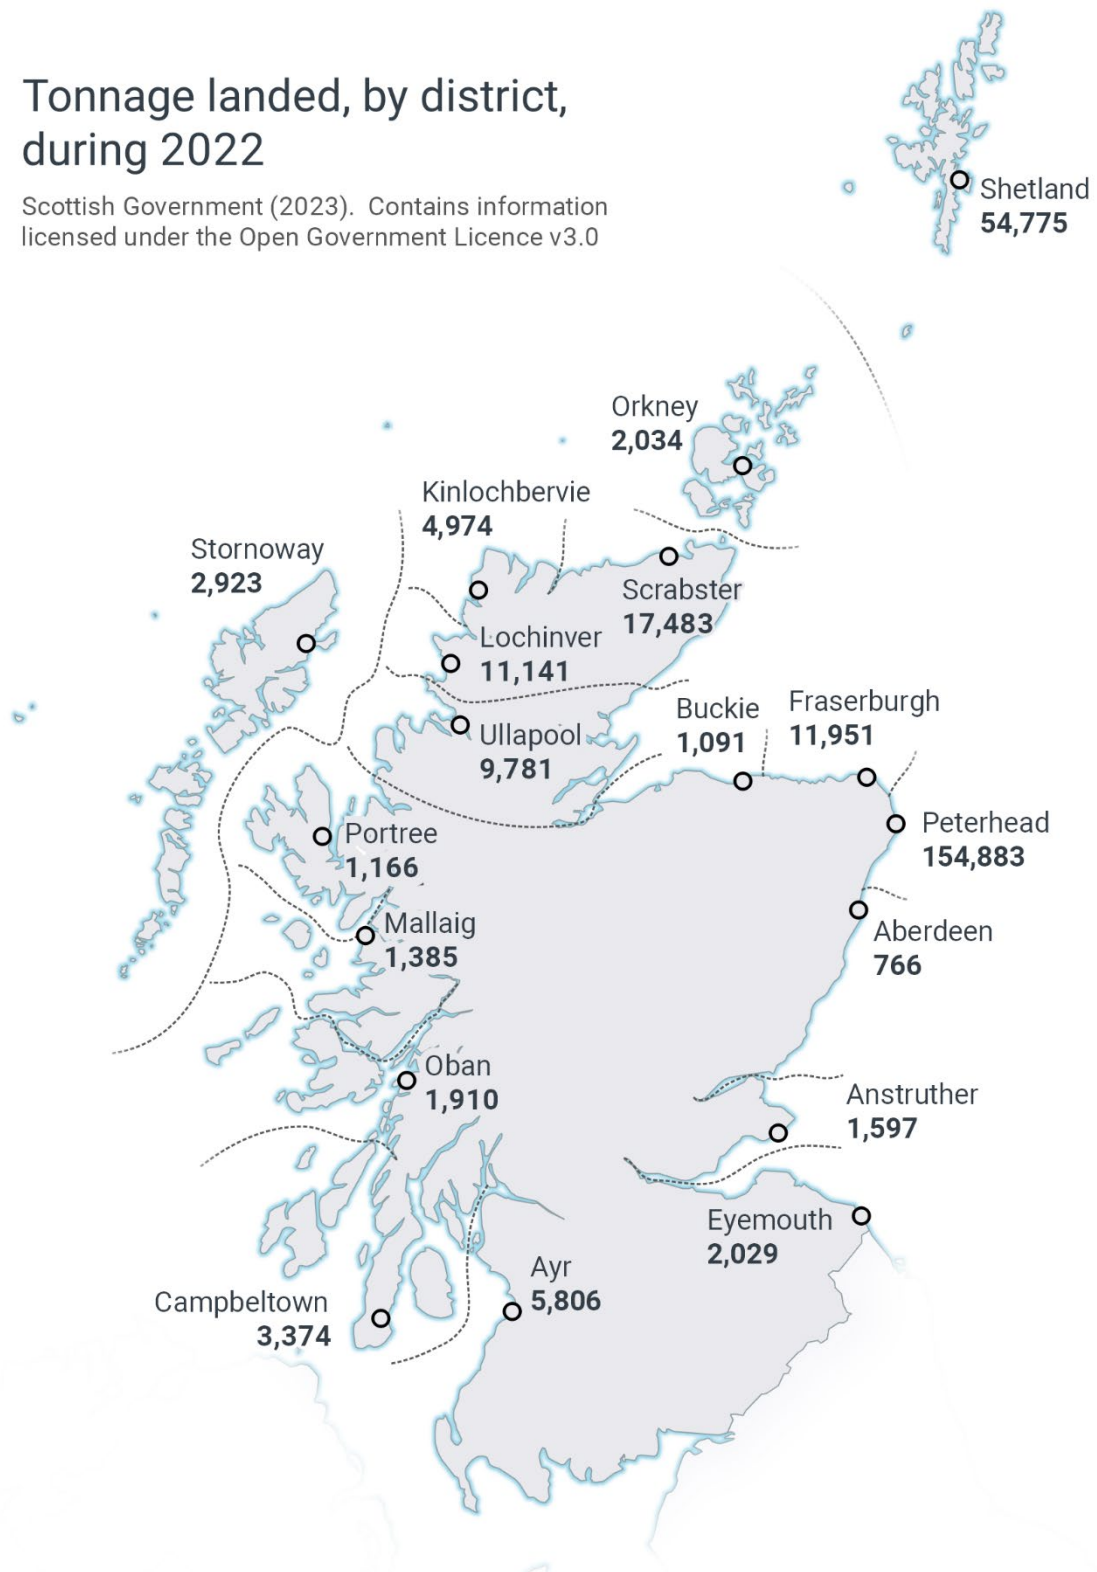 Tonnage landed, by district,
during 2022
Scottish Government (2023).  Contains information
licensed under the Open Government Licence v3.0
Shetland
54,775
Orkney
2,034
Kinlochbervie
4,974
Stornoway
2,923
Scrabster
17,483
Lochinver
11,141
Ullapool
9,781
Buckie
1,091
Fraserburgh
11,951
Peterhead
154,883
Portree
1,166
Aberdeen
766
Mallaig
1,385
Oban
1,910
Anstruther
1,597
Eyemouth
2,029
Ayr
5,806
Campbeltown
3,374